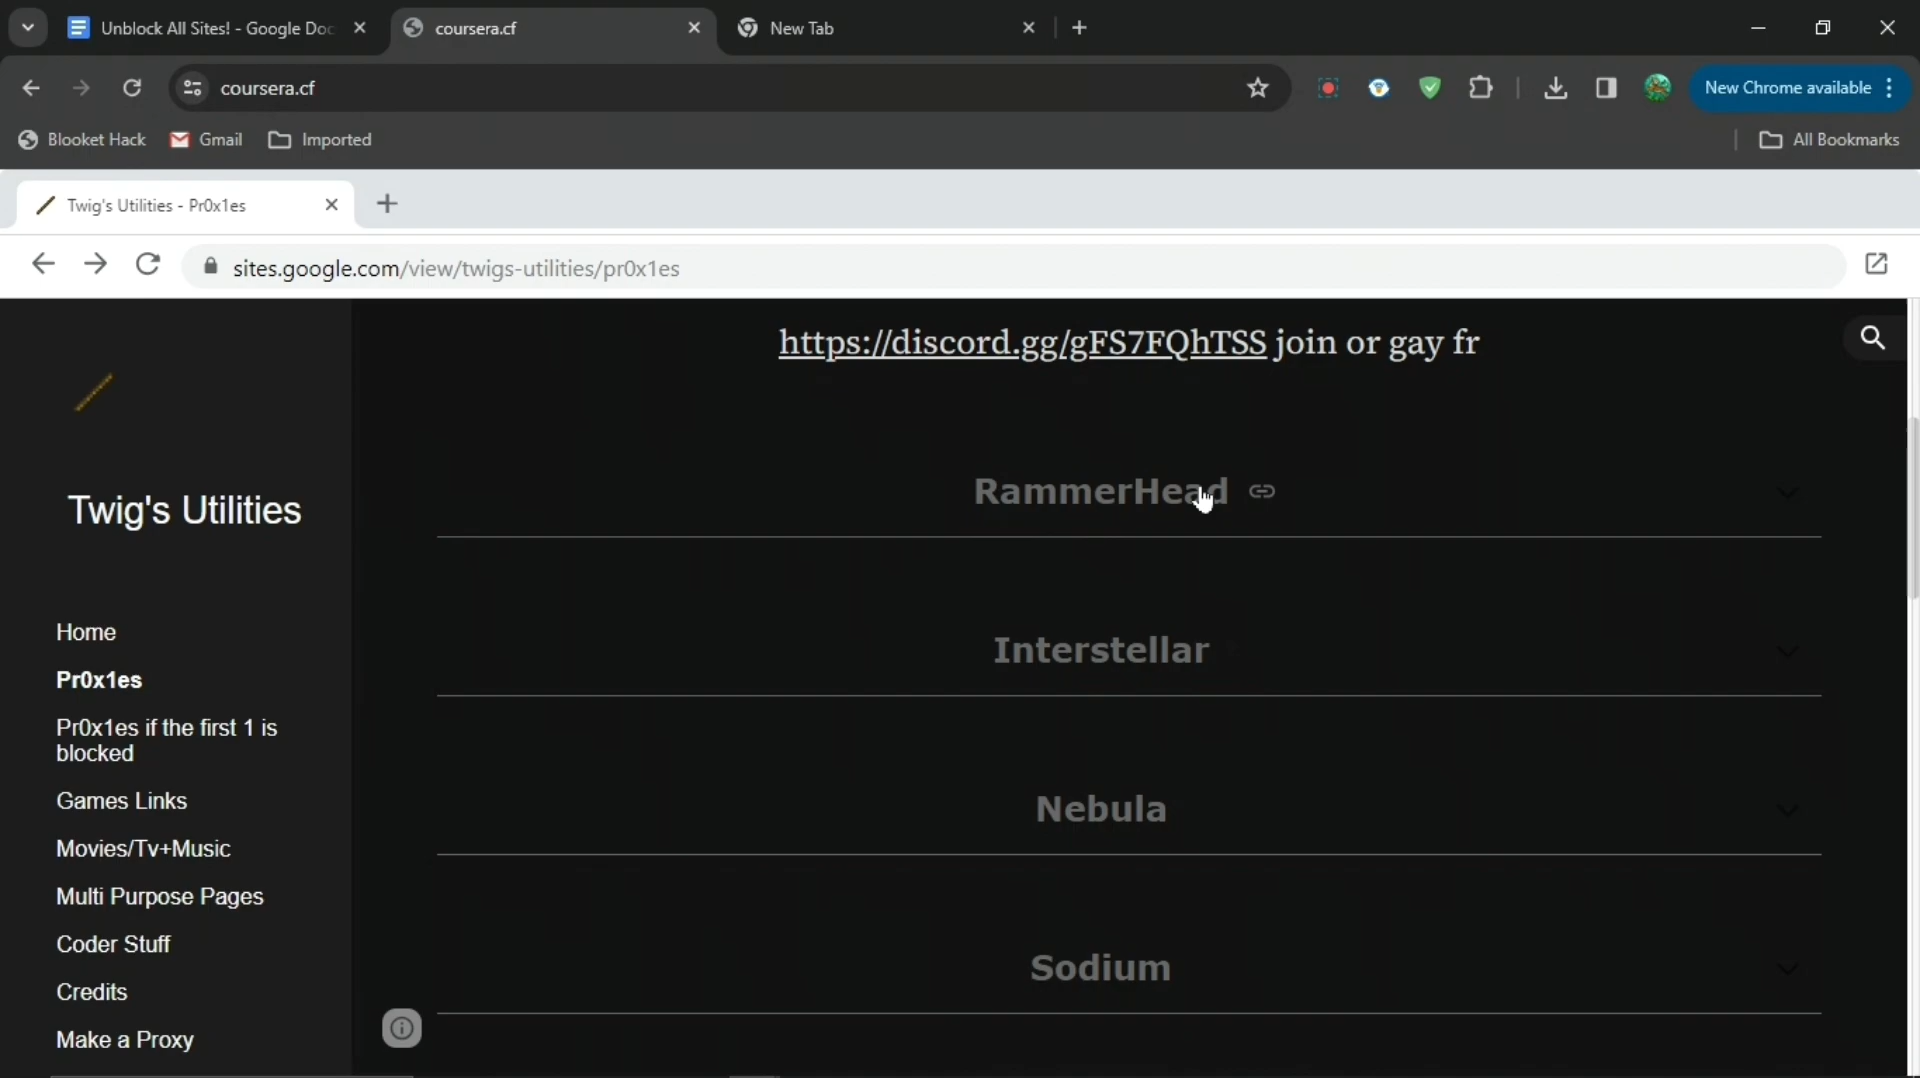 Unblock All Sites! - Google Doc
coursera.cf
New Tab
coursera.cf
New Chrome available
Blooket Hack
Gmail
Imported
All Bookmarks
Twig's Utilities - Pr0x1es
sites.google.com/view/twigs-utilities/pr0x1es
https://discord.gg/gFS7FQhTSS join or gay fr
Twig's Utilities
Home
Pr0x1es
Pr0x1es if the first 1 is
blocked
Games Links
Movies/Tv+Music
Multi Purpose Pages
Coder Stuff
Credits
Make a Proxy
RammerHead
Interstellar
Nebula
Sodium